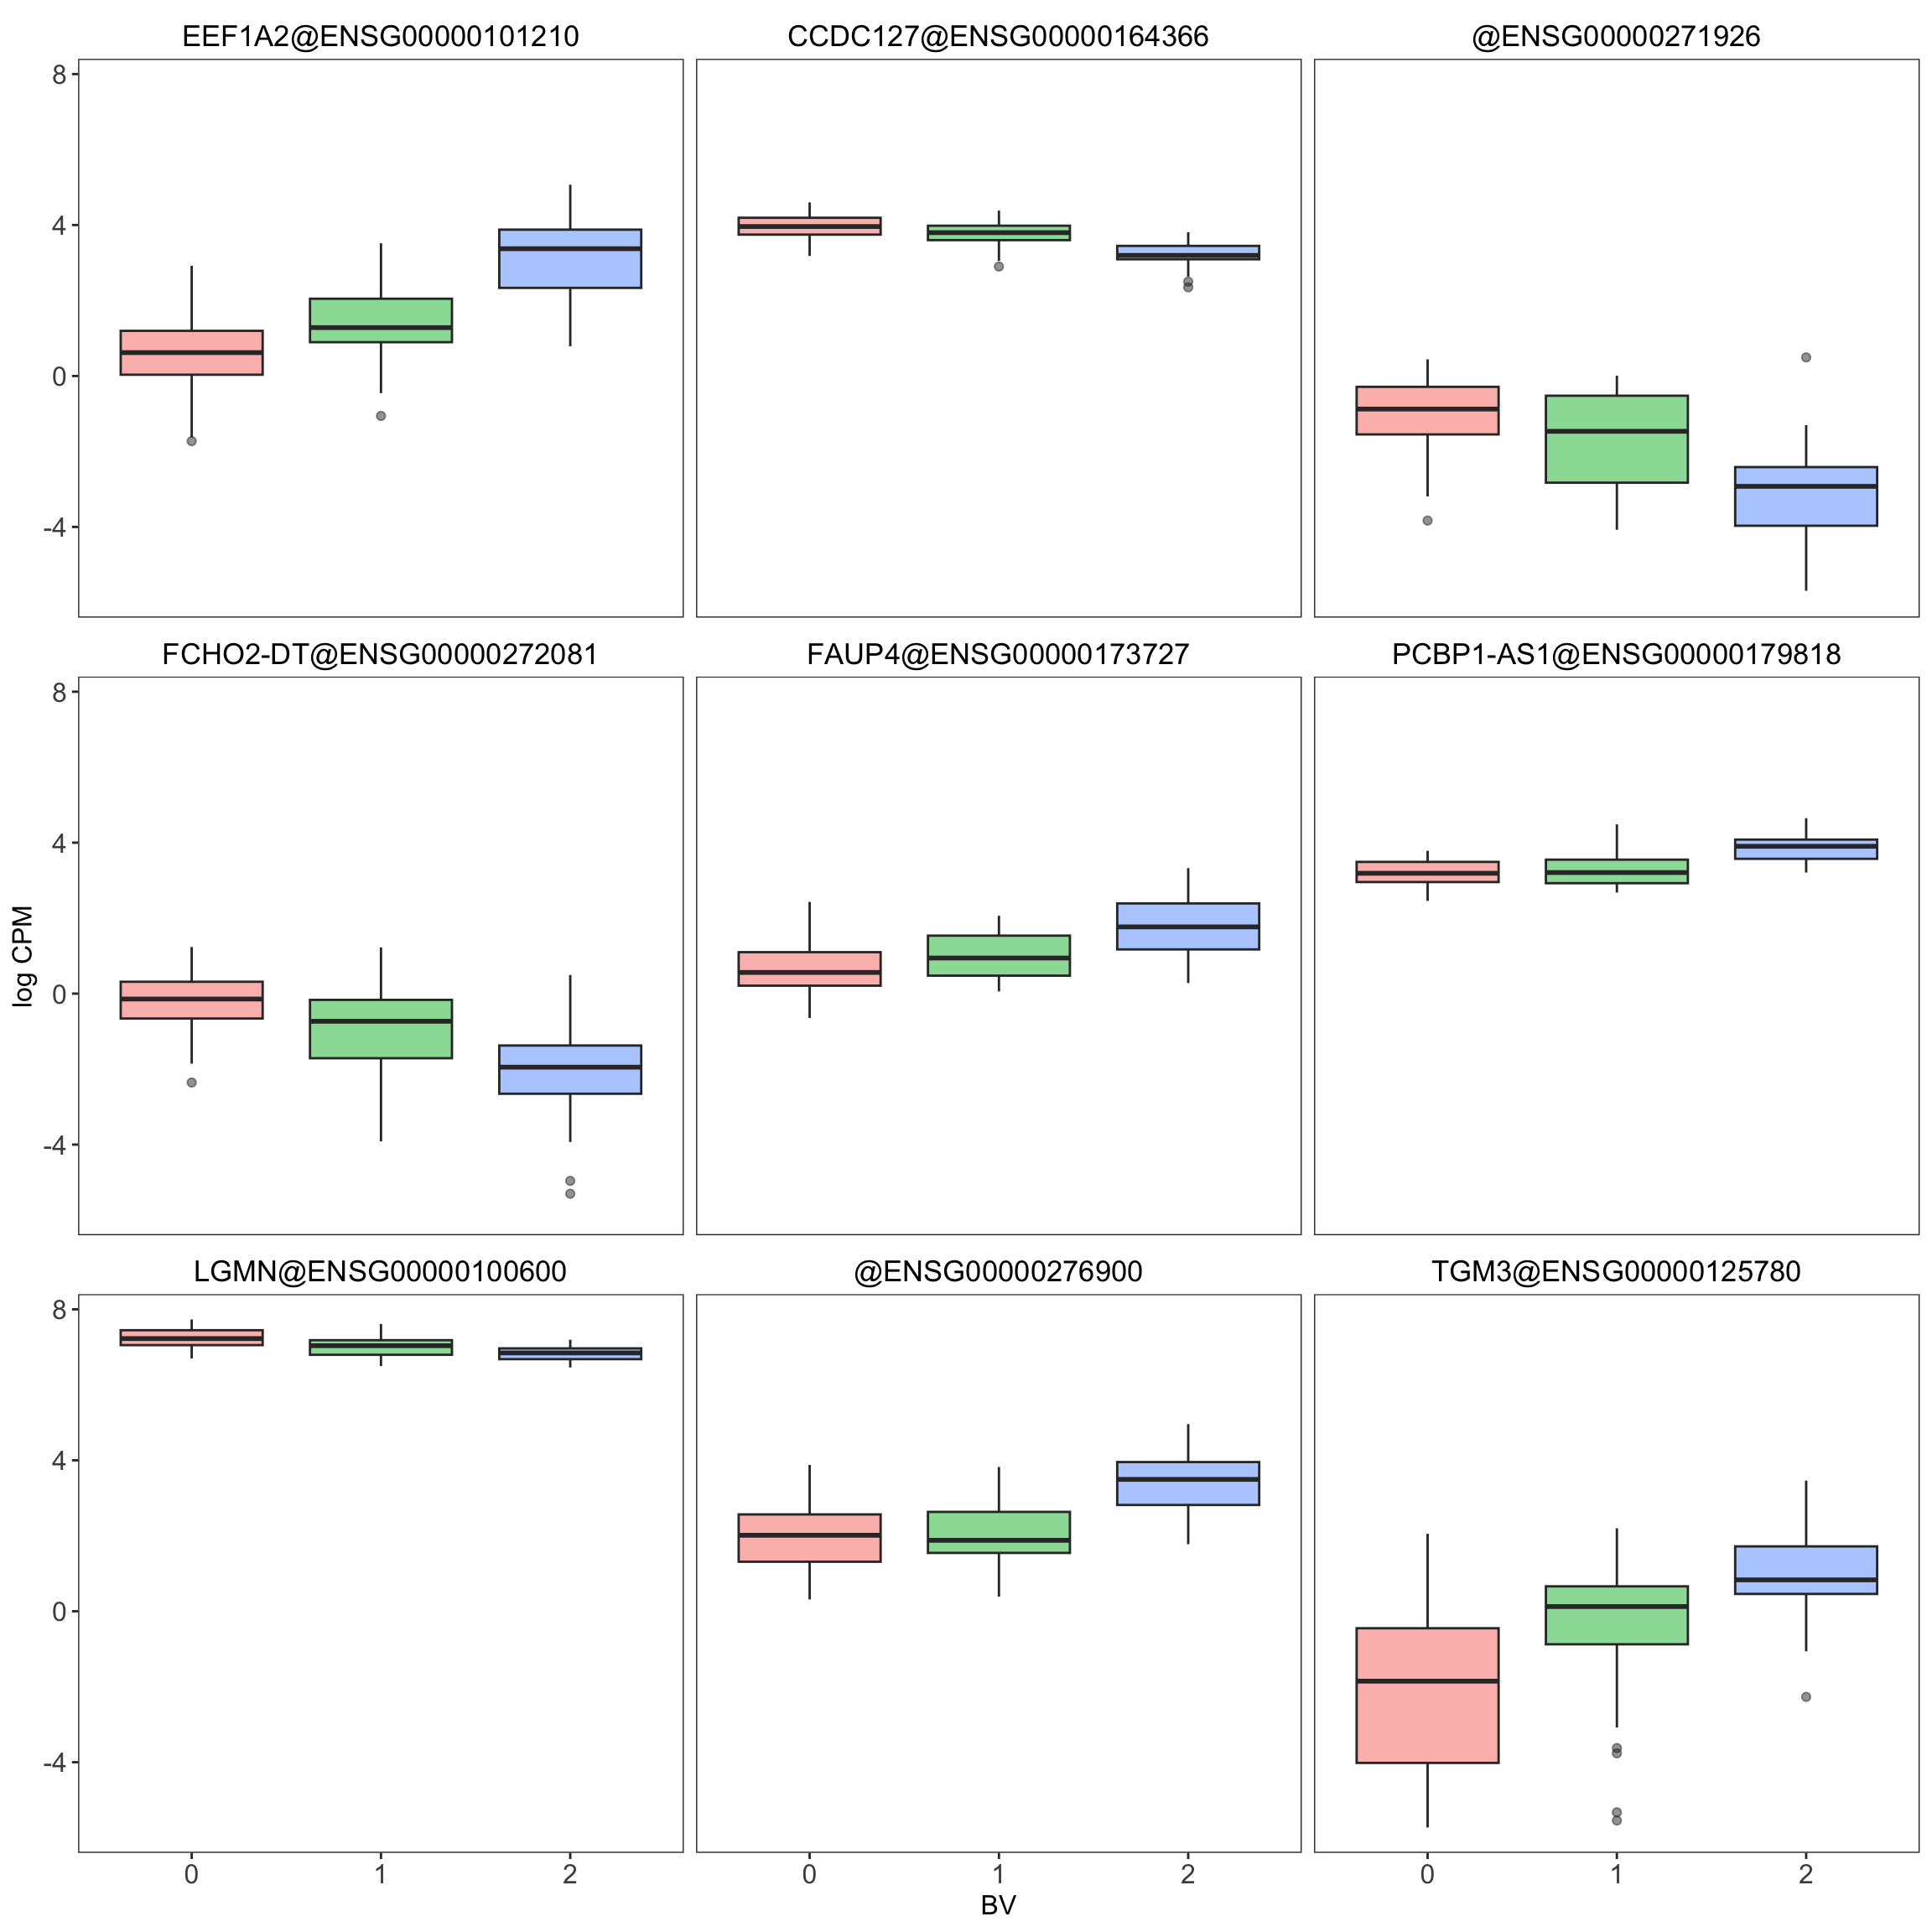 EEF1A2@ENSG00000101210 CCDC127@ENSG00000164366 @ENSG00000271926
8
4
0
-4
FCHO2-DT@ENSG00000272081 FAUP4@ENSG00000173727 PCBP1-AS1@ENSG00000179818
8
4
0
-4
log CPM
LGMN@ENSG00000100600 @ENSG00000276900 TGM3@ENSG00000125780
8
4
0
-4
0 1 2 0 1 2 0 1 2
BV